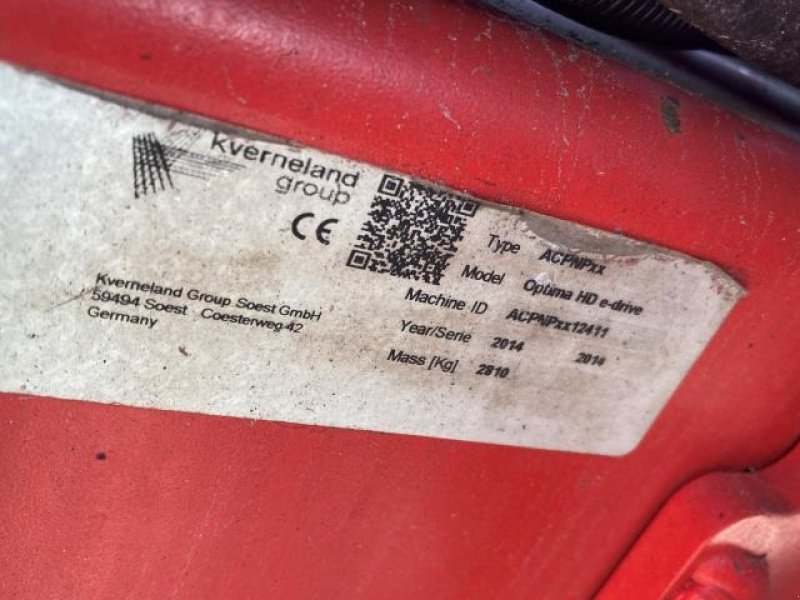 kverneland
group
CE
Kverneland Group Soest GmbH
59494 Soest Coesterweg 42
Germany
Type ACPNPxx
Model Optima HD e-drive
Machine ID ACPNPxx12411
Year/Serie 2014 2014
Mass [Kg] 2810